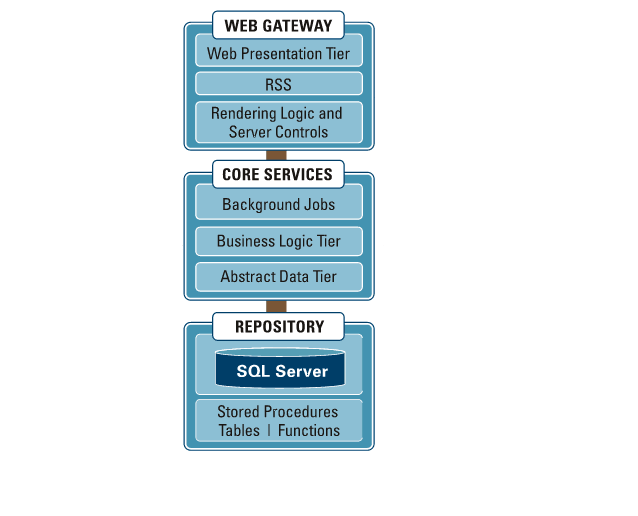 WEB GATEWAY
Web Presentation Tier
RSS
Rendering Logic and
Server Controls
CORE SERVICES
Background Jobs
Business Logic Tier
Abstract Data Tier
REPOSITORY
SQL Server
Stored Procedures
Tables | Functions